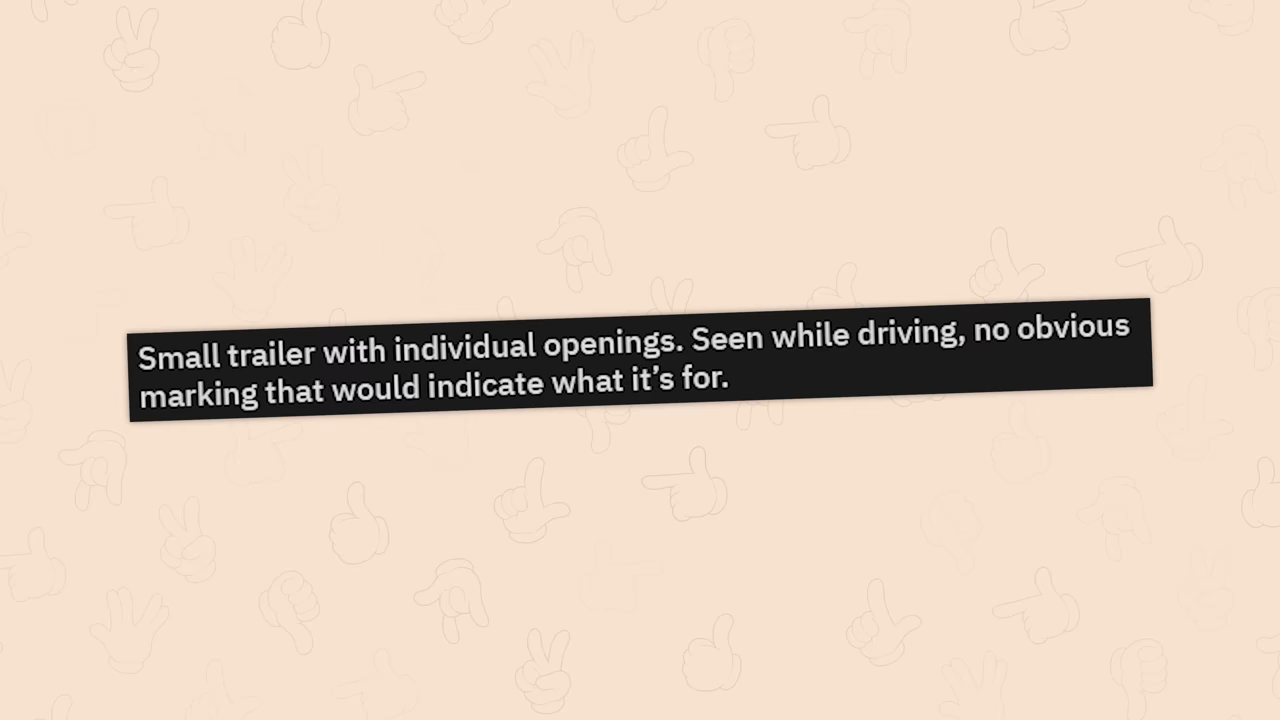 Small trailer with individual openings. Seen while driving, no obvious
marking that would indicate what it’s for.